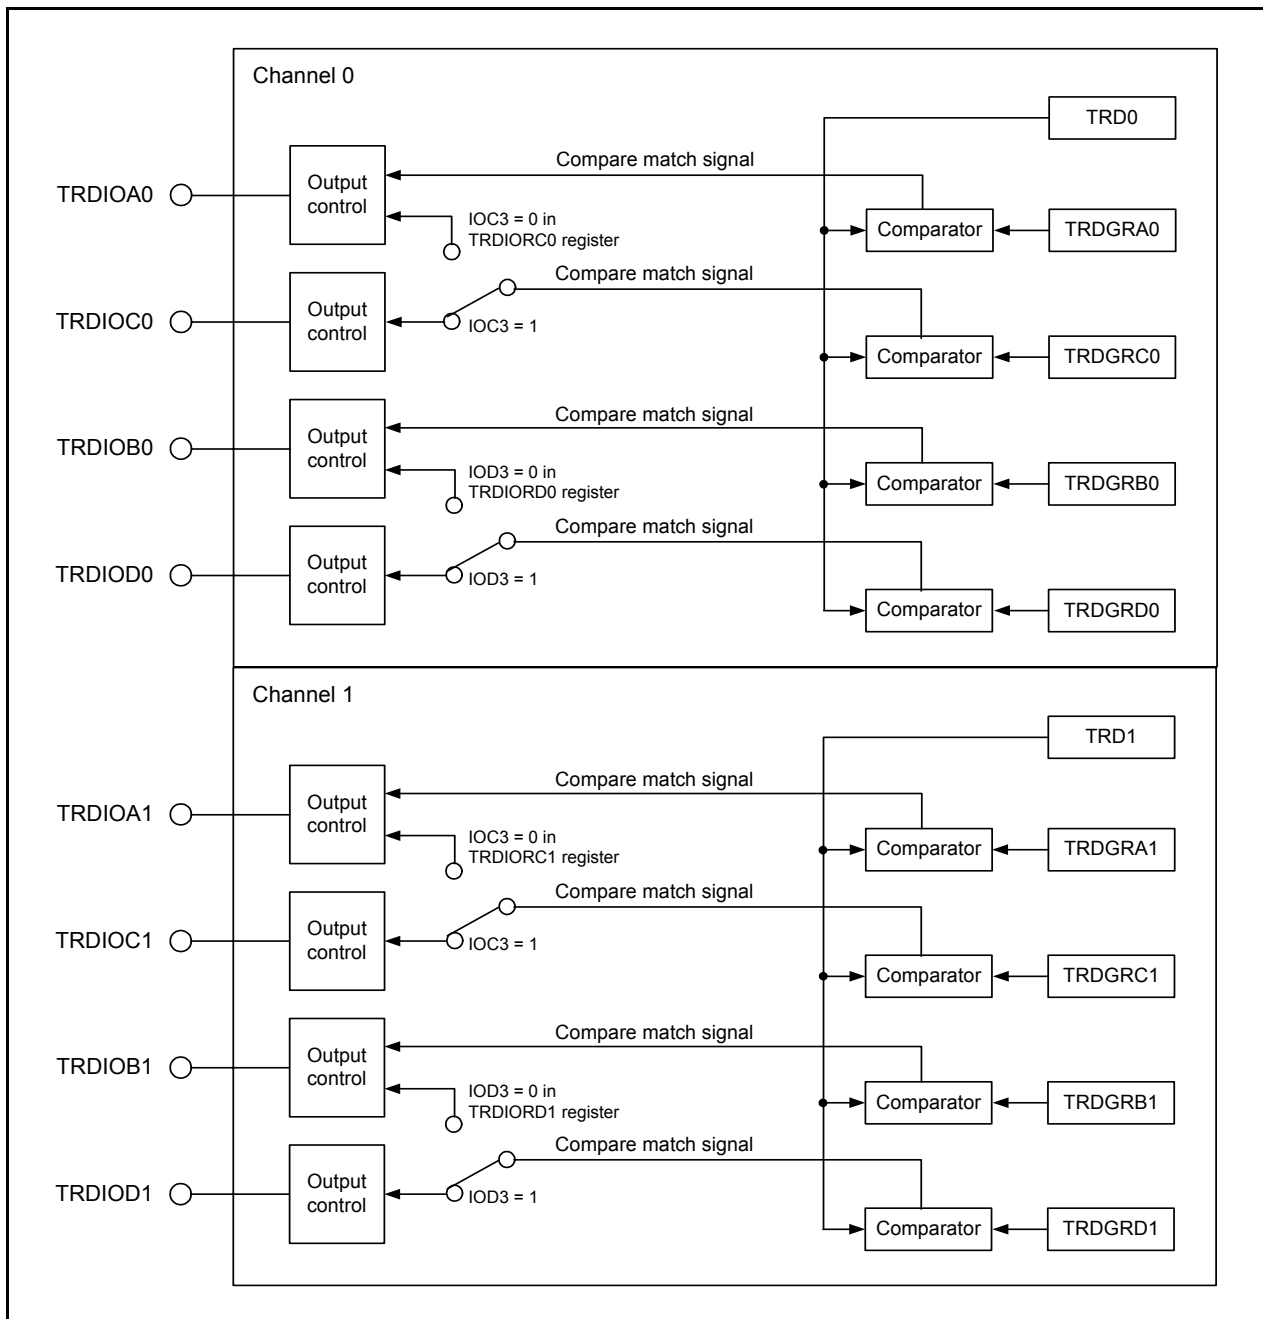 Channel 0
TRD0
Compare match signal
TRDIOA0
Output
control
IOC3 = 0 in
TRDIORC0 register
Comparator
TRDGRA0
Compare match signal
TRDIOC0
Output
control
IOC3 = 1
Comparator
TRDGRC0
Compare match signal
TRDIOB0
Output
control
IOD3 = 0 in
TRDIORD0 register
Comparator
TRDGRB0
Compare match signal
TRDIOD0
Output
control
IOD3 = 1
Comparator
TRDGRD0
Channel 1
TRD1
Compare match signal
TRDIOA1
Output
control
IOC3 = 0 in
TRDIORC1 register
Comparator
TRDGRA1
Compare match signal
TRDIOC1
Output
control
IOC3 = 1
Comparator
TRDGRC1
Compare match signal
TRDIOB1
Output
control
IOD3 = 0 in
TRDIORD1 register
Comparator
TRDGRB1
Compare match signal
TRDIOD1
Output
control
IOD3 = 1
Comparator
TRDGRD1